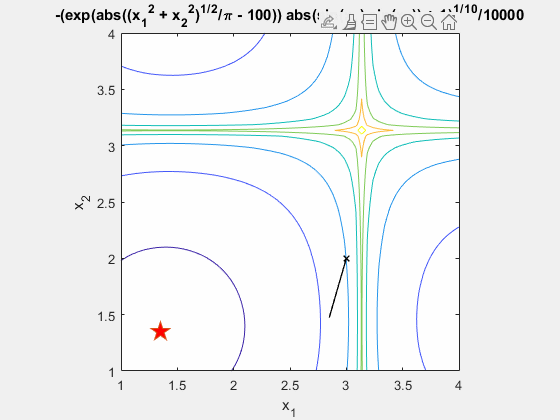 -(exp(abs((x1^2 + x2^2)^1/2/π - 100)) abs( 1)^1/10/10000
4
3.5
3
x2
2.5
2
1.5
1
1 1.5 2 2.5 3 3.5 4
x1